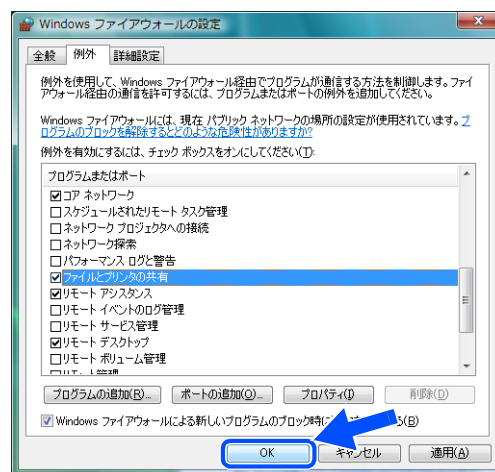 Windows ファイアウォールの設定
全般 例外 詳細設定
例外を使用して、Windows ファイアウォール経由でプログラムが通信する方法を制御します。ファイ
アウォール経由の通信を許可するには、プログラムまたはポートの例外を追加してください。
Windows ファイアウォールには、現在 パブリック ネットワークの場所の設定が使用されています。プ
ログラムのブロックを解除するとどのような危険性がありますか?
例外を有効にするには、チェック ボックスをオンにしてください(T):
プログラムまたはポート
コア ネットワーク
スケジュールされたリモート タスク管理
ネットワーク プロジェクタへの接続
ネットワーク探索
パフォーマンス ログと警告
ファイルとプリンタの共有
リモート アシスタンス
リモート イベントのログ管理
リモート サービス管理
リモート デスクトップ
リモート ボリューム管理
プログラムの追加(R)... ポートの追加(O)... プロパティ(I) 削除(D)
Windows ファイアウォールによる新しいプログラムのブロック時に (B)
OK キャンセル 適用(A)